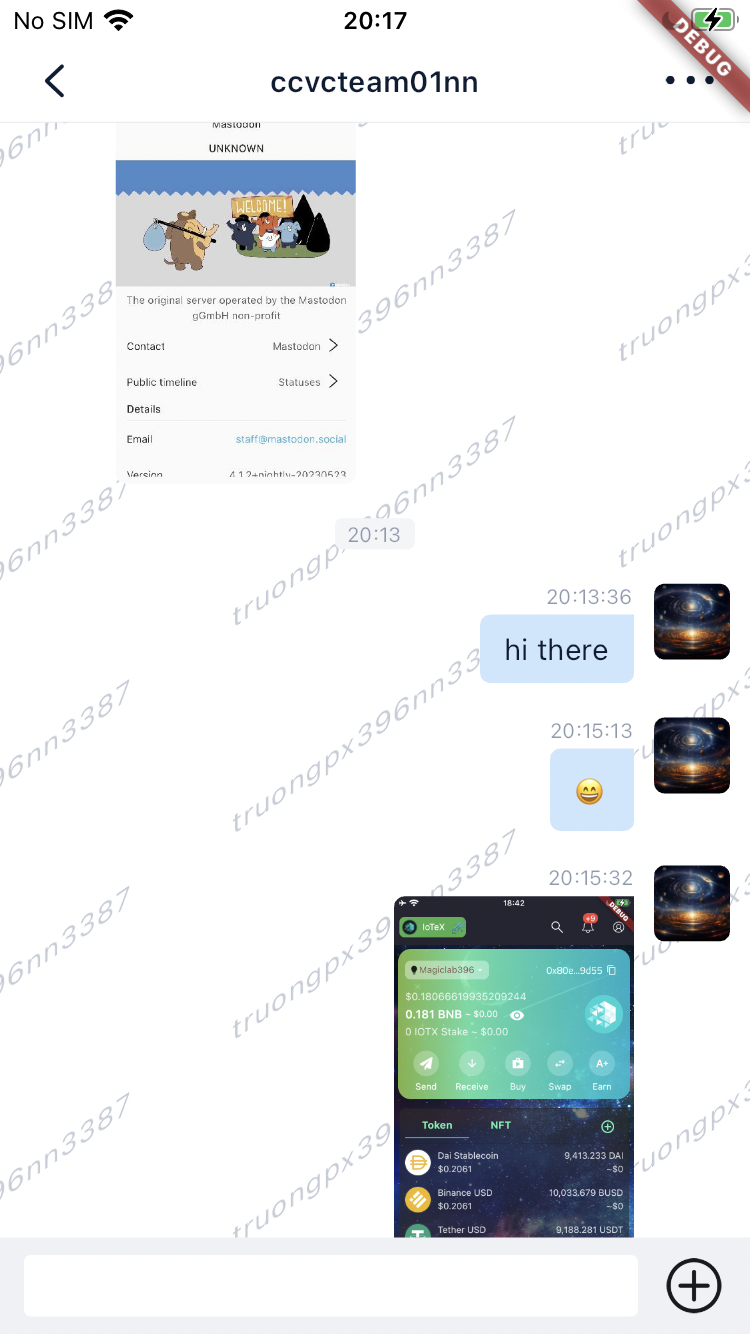 No SIM 20:17
DEBUG
ccvcteam01nn
Mastodon
UNKNOWN
WELCOME!
The original server operated by the Mastodon
gGmbH non-profit
Contact Mastodon
Public timeline Statuses
Details
Email staff@mastodon.social
Version 4.1.2+nightly-20230523
20:13
20:13:36
hi there
20:15:13
20:15:32
18:42
DEBUG
IoTeX +9
Magiclab396 0x80e...9d55
$0.18066619935209244
0.181 BNB ~ $0.00
0 IOTX Stake ~ $0.00
A+
Send Receive Buy Swap Earn
Token NFT
Dai Stablecoin 9,413.233 DAI
$0.2061 ~$0
Binance USD 10,033.679 BUSD
$0.2061 ~$0
Tether USD 9,188.281 USDT
truongpx396nn3387
truongpx396nn3387
truongpx396nn3387
truongpx396nn3387